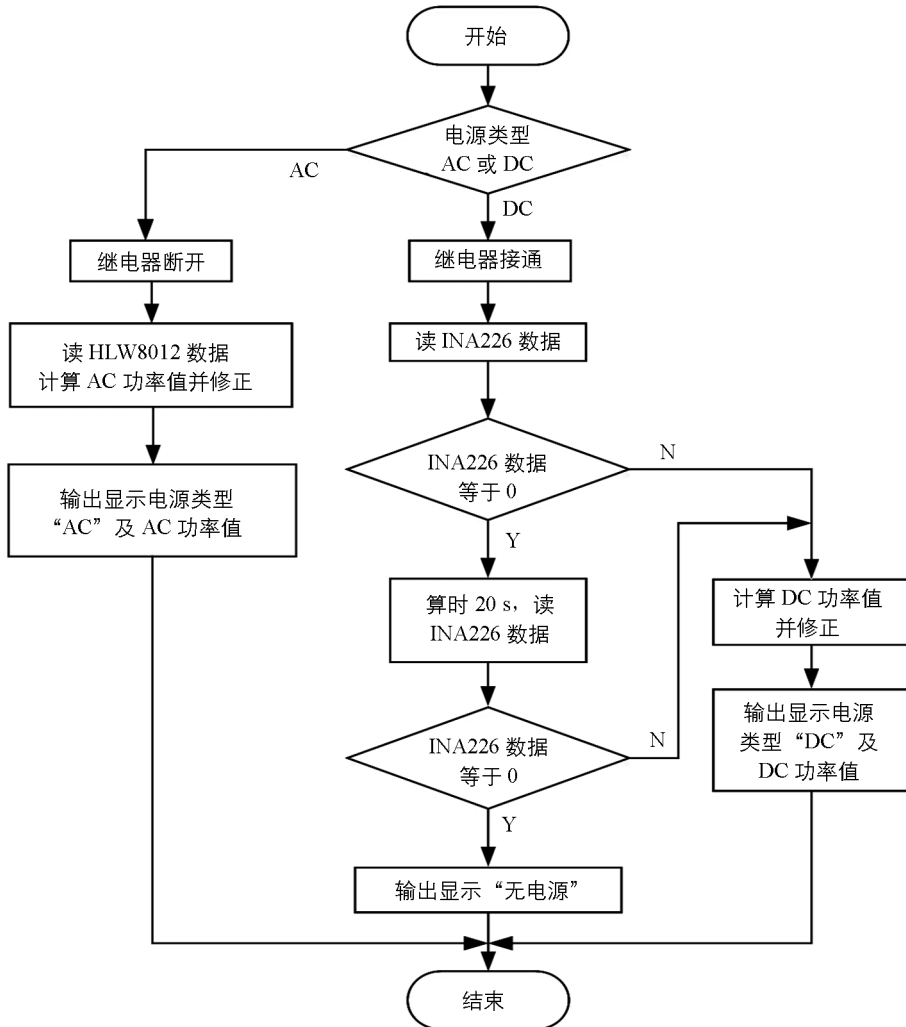 开始
电源类型
AC 或 DC
AC
DC
继电器断开
继电器接通
读 HLW8012 数据
计算 AC 功率值并修正
读 INA226 数据
INA226 数据
等于 0
N
Y
输出显示电源类型
“AC”及 AC 功率值
算时 20 s，读
INA226 数据
计算 DC 功率值
并修正
INA226 数据
等于 0
N
Y
输出显示电源
类型“DC”及
DC 功率值
输出显示“无电源”
结束